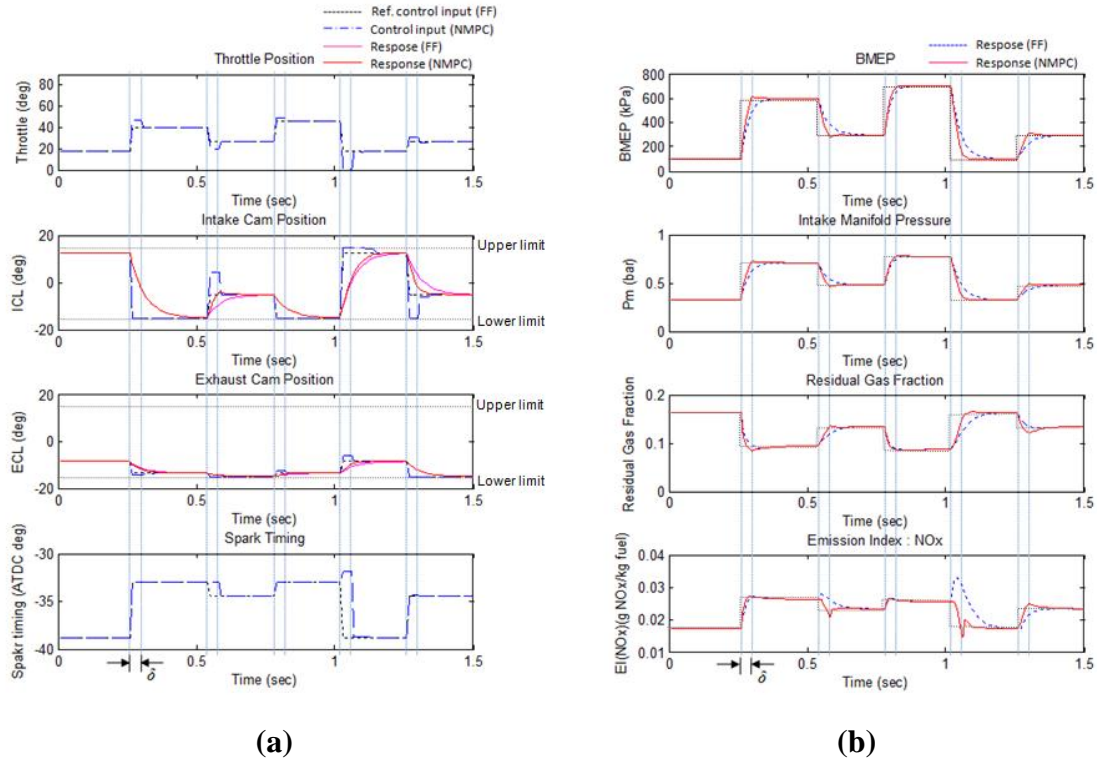 Ref. control input (FF)
Control input (NMPC)
Respose (FF)
Response (NMPC)
Throttle Position
Throttle (deg)
80
60
40
20
0
0
0.5
1
1.5
Time (sec)
Intake Cam Position
ICL (deg)
20
0
-20
Upper limit
Lower limit
0
0.5
1
1.5
Time (sec)
Exhaust Cam Position
ECL (deg)
20
0
-20
Upper limit
Lower limit
0
0.5
1
1.5
Time (sec)
Spark Timing
Spakr timing (ATDC deg)
-30
-35
-40
0
0.5
1
1.5
δ
Time (sec)
(a)
Respose (FF)
Response (NMPC)
BMEP
BMEP (kPa)
800
600
400
200
0
0
0.5
1
1.5
Time (sec)
Intake Manifold Pressure
Pm (bar)
1
0.5
0
0
0.5
1
1.5
Time (sec)
Residual Gas Fraction
Residual Gas Fraction
0.2
0.1
0
0
0.5
1
1.5
Time (sec)
Emission Index : NOx
EI(NOx)(g NOx/kg fuel)
0.04
0.03
0.02
0.01
0
0.5
1
1.5
δ
Time (sec)
(b)